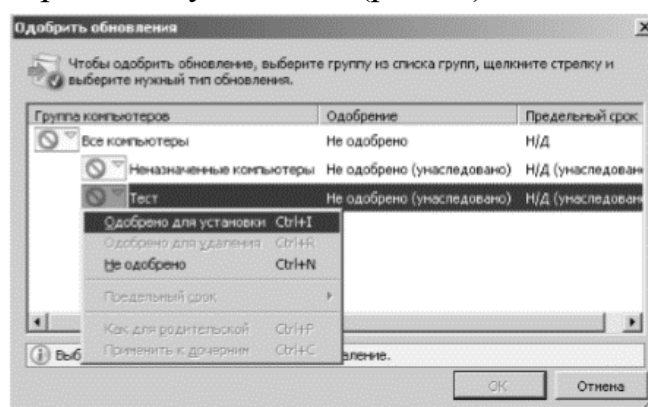 Одобрить обновления
Чтобы одобрить обновление, выберите группу из списка групп, щелкните стрелку и
выберите нужный тип обновления.
Группа компьютеров Одобрение Предельный срок
Все компьютеры Не одобрено Н/Д
Неназначенные компьютеры Не одобрено (унаследовано) Н/Д (унаследован
Тест Не одобрено (унаследовано) Н/Д (унаследован
Одобрено для установки Ctrl+I
Одобрено для удаления Ctrl+R
Не одобрено Ctrl+N
Предельный срок
Как для родительской Ctrl+P
Применить к дочерним Ctrl+C
Выб
аление.
OK Отмена